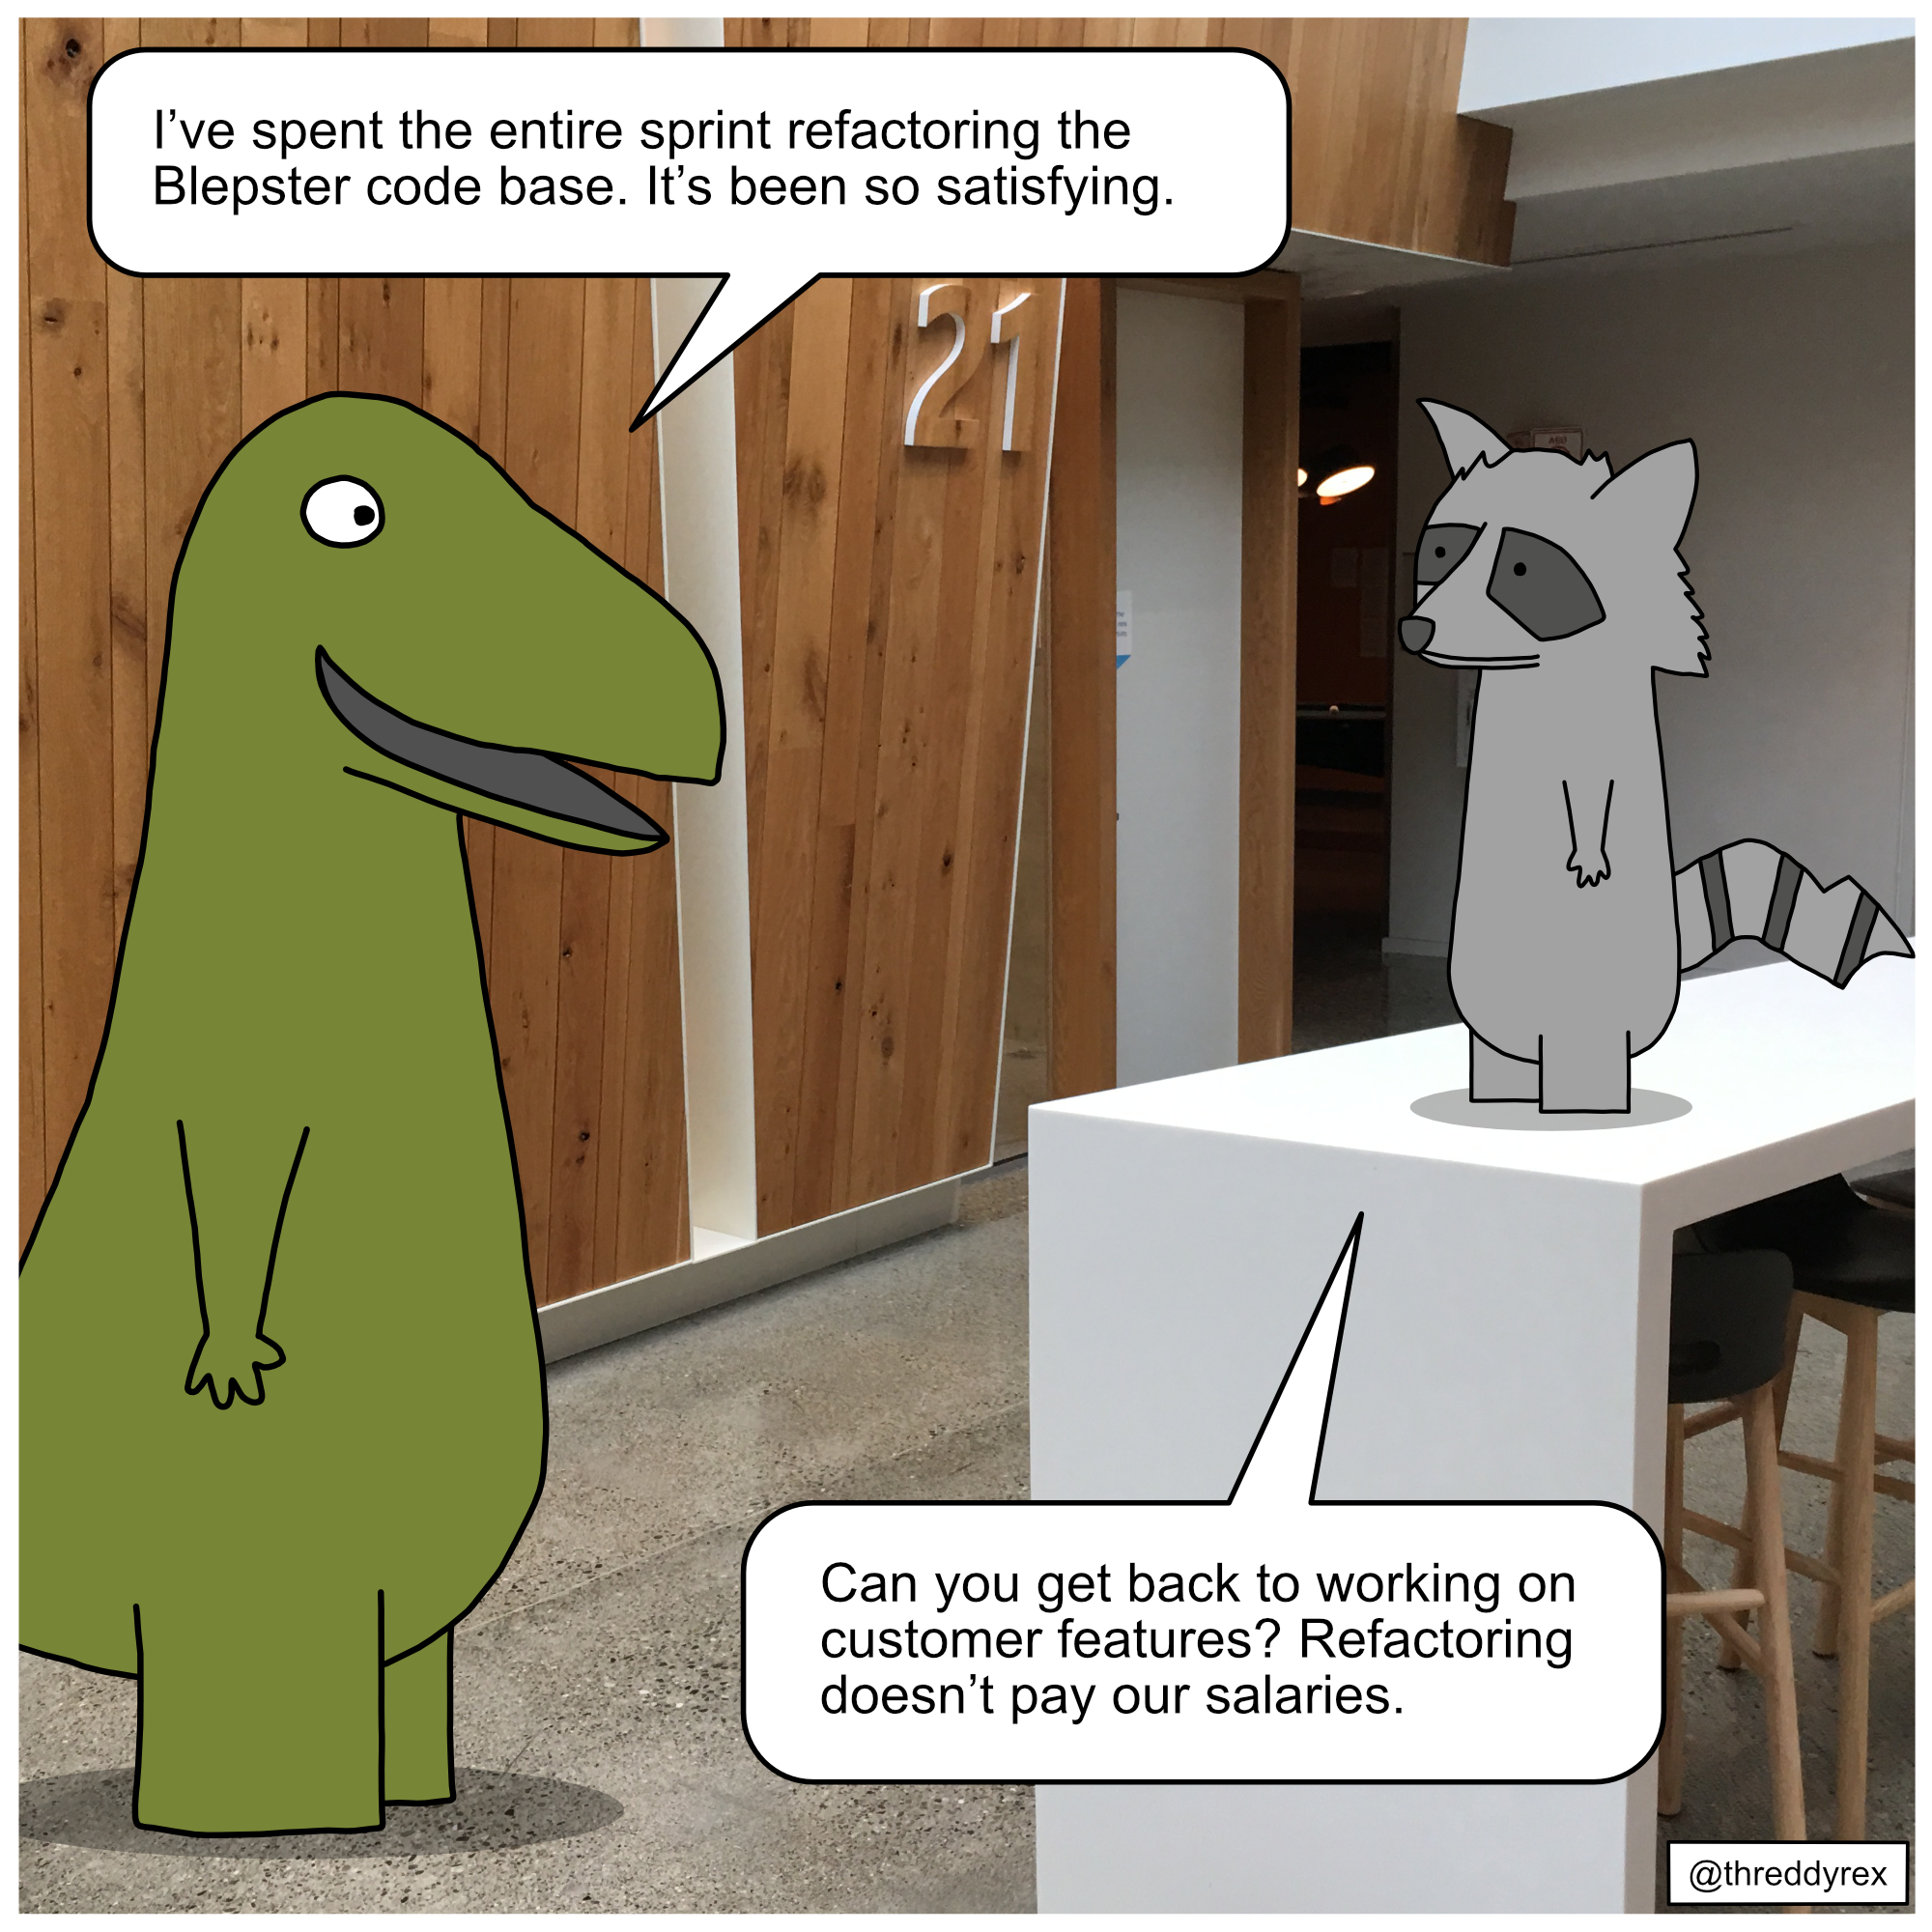 I've spent the entire sprint refactoring the
Blepster code base. It's been so satisfying.
21
Can you get back to working on
customer features? Refactoring
doesn't pay our salaries.
@threddyrex